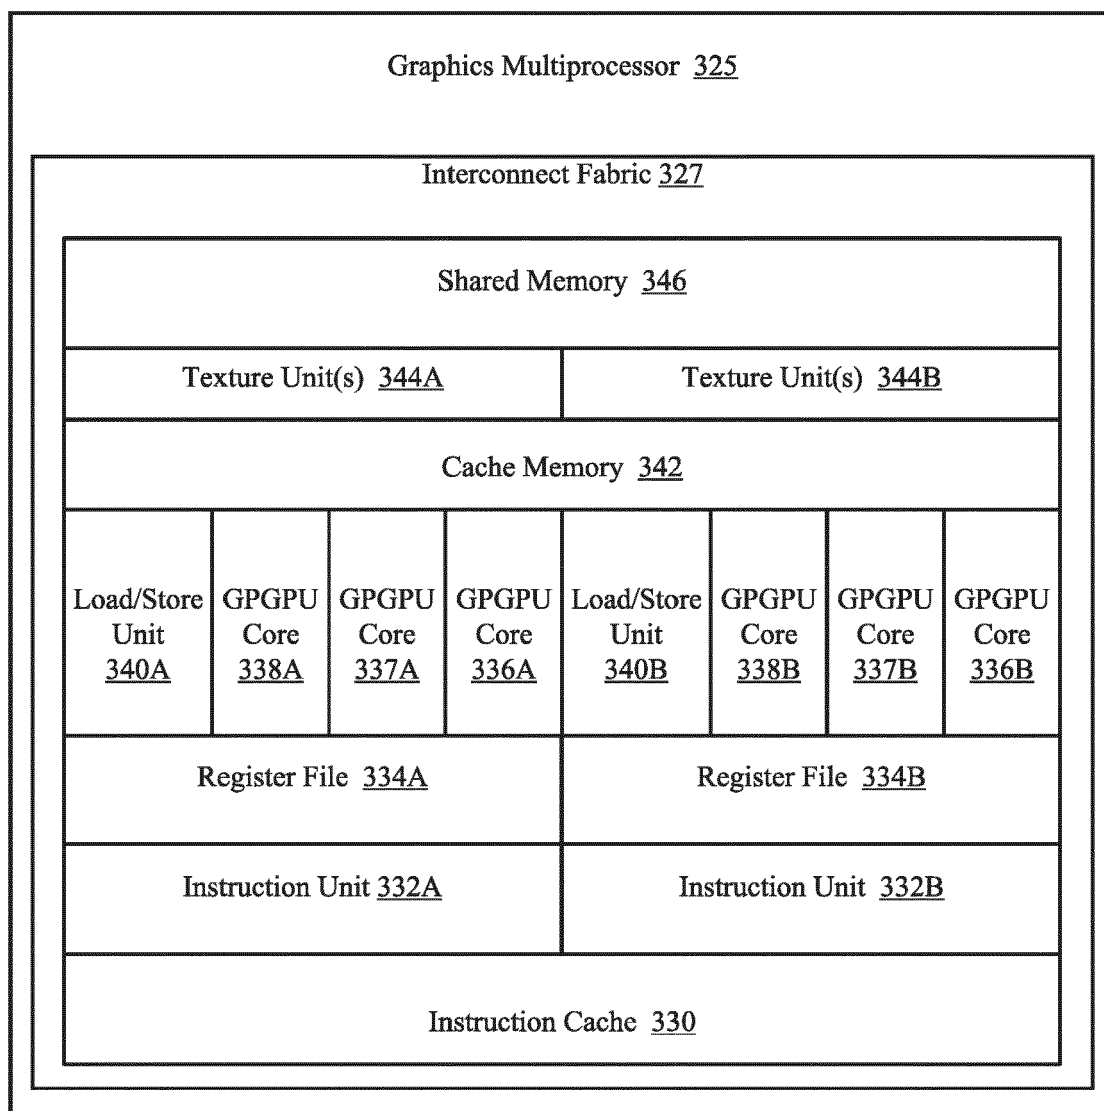 Graphics Multiprocessor 325
Interconnect Fabric 327
Shared Memory 346
Texture Unit(s) 344A
Texture Unit(s) 344B
Cache Memory 342
Load/Store
Unit
340A
GPGPU
Core
338A
GPGPU
Core
337A
GPGPU
Core
336A
Load/Store
Unit
340B
GPGPU
Core
338B
GPGPU
Core
337B
GPGPU
Core
336B
Register File 334A
Register File 334B
Instruction Unit 332A
Instruction Unit 332B
Instruction Cache 330